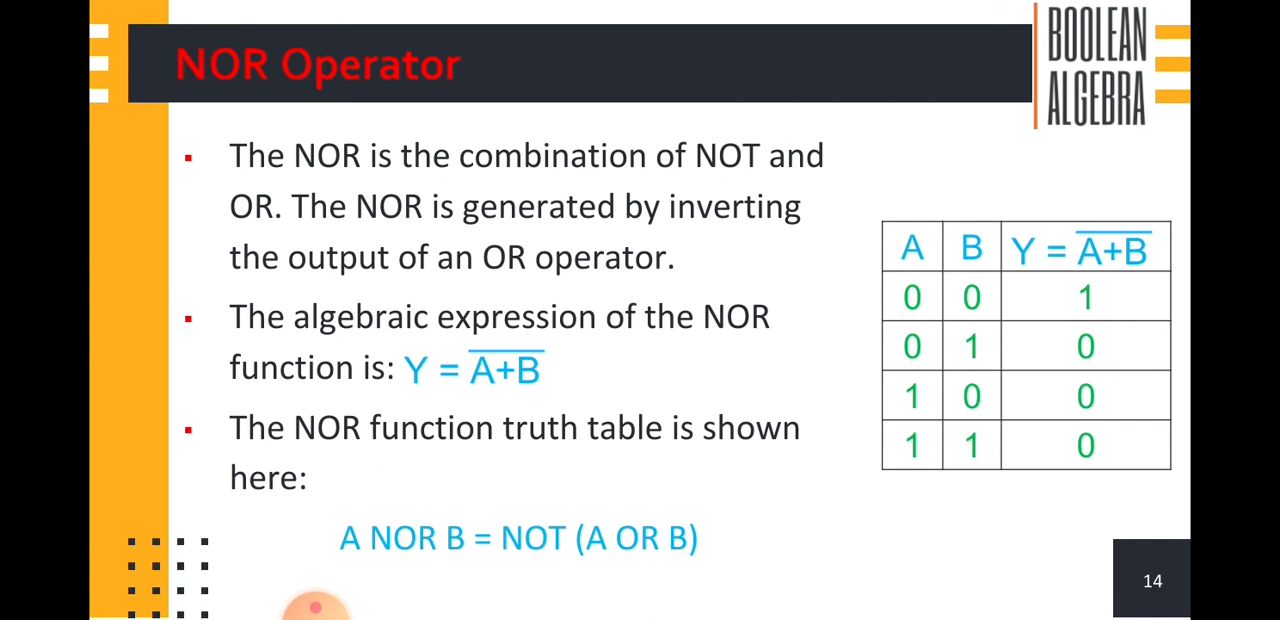 NOR Operator
BOOLEAN
ALGEBRA
▪ The NOR is the combination of NOT and
OR. The NOR is generated by inverting
the output of an OR operator.
▪ The algebraic expression of the NOR
function is: Y = A̅+̅B̅
▪ The NOR function truth table is shown
here:
A NOR B = NOT (A OR B)
A B Y = A̅+̅B̅
0 0 1
0 1 0
1 0 0
1 1 0
14